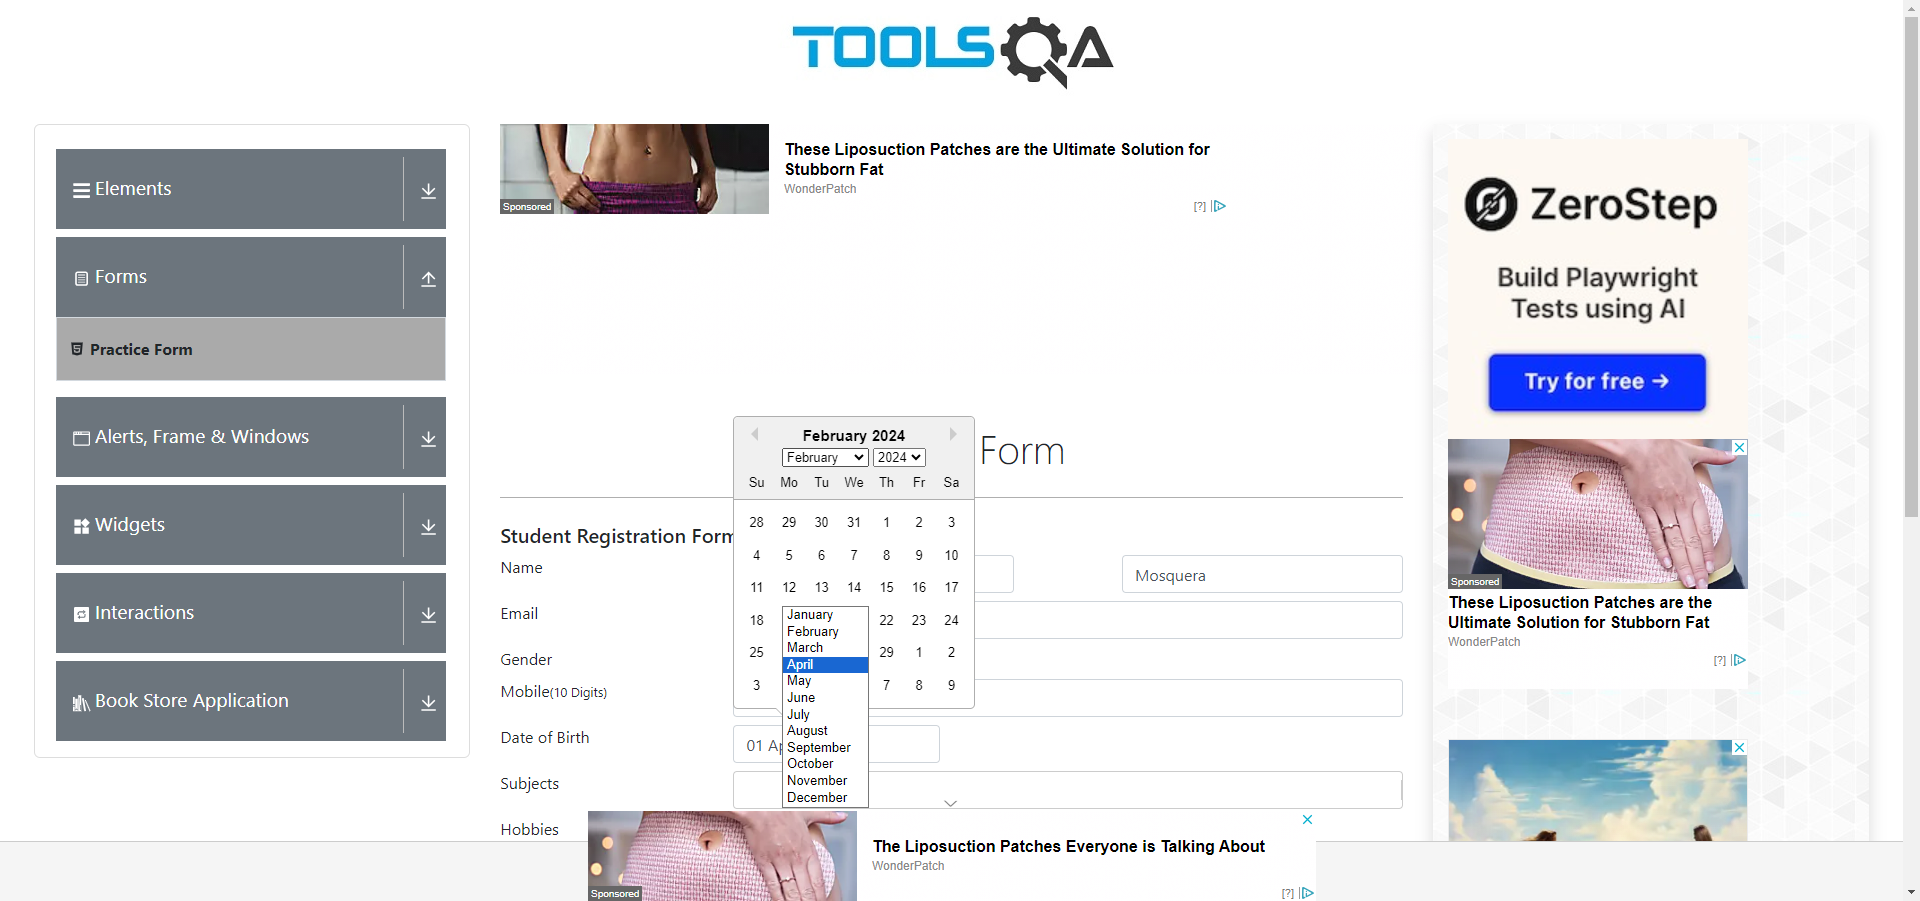 TOOLSQA
Elements
Forms
Practice Form
Alerts, Frame & Windows
Widgets
Interactions
Book Store Application
Sponsored
These Liposuction Patches are the Ultimate Solution for
Stubborn Fat
WonderPatch
[?]
Form
February 2024
February 2024
Su Mo Tu We Th Fr Sa
28 29 30 31 1 2 3
4 5 6 7 8 9 10
11 12 13 14 15 16 17
18 22 23 24
25 29 1 2
3 7 8 9
January
February
March
April
May
June
July
August
September
October
November
December
Student Registration Form
Name
Mosquera
Email
Gender
Mobile(10 Digits)
Date of Birth
01 Ap
Subjects
Hobbies
Sponsored
The Liposuction Patches Everyone is Talking About
WonderPatch
[?]
ZeroStep
Build Playwright
Tests using AI
Try for free →
Sponsored
These Liposuction Patches are the
Ultimate Solution for Stubborn Fat
WonderPatch
[?]